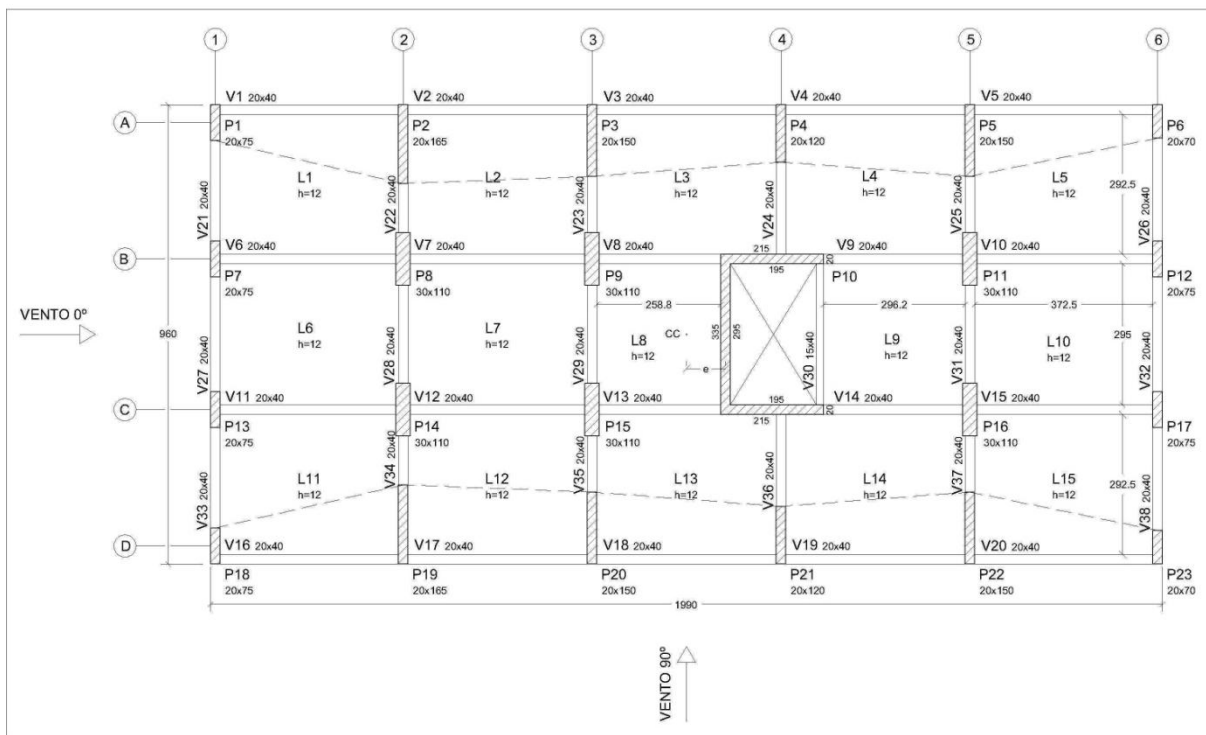 1 2 3 4 5 6
V1 20x40 V2 20x40 V3 20x40 V4 20x40 V5 20x40
A
P1 P2 P3 P4 P5 P6
20x75 20x165 20x150 20x120 20x150 20x70
L1 L2 L3 L4 L5
h=12 h=12 h=12 h=12 h=12
292.5
V21 20x40 V22 20x40 V23 20x40 V24 20x40 V25 20x40 V26 20x40
V6 20x40 V7 20x40 V8 20x40 215 V9 20x40 V10 20x40
B
195 20
P7 P8 P9 P10 P11 P12
20x75 30x110 30x110 30x110 20x75
258.8 296.2 372.5
VENTO 0º
960
CC
335 295
295
L6 L7 L8 L9 L10
h=12 h=12 h=12 h=12 h=12
e
V27 20x40 V28 20x40 V29 20x40 V30 15x40 V31 20x40 V32 20x40
V11 20x40 V12 20x40 V13 20x40 195 V14 20x40 V15 20x40
C
215 20
P13 P14 P15 P16 P17
20x75 30x110 30x110 30x110 20x75
L11 L12 L13 L14 L15
h=12 h=12 h=12 h=12 h=12
292.5
V33 20x40 V34 20x40 V35 20x40 V36 20x40 V37 20x40 V38 20x40
V16 20x40 V17 20x40 V18 20x40 V19 20x40 V20 20x40
D
P18 P19 P20 P21 P22 P23
20x75 20x165 20x150 20x120 20x150 20x70
1990
VENTO 90º